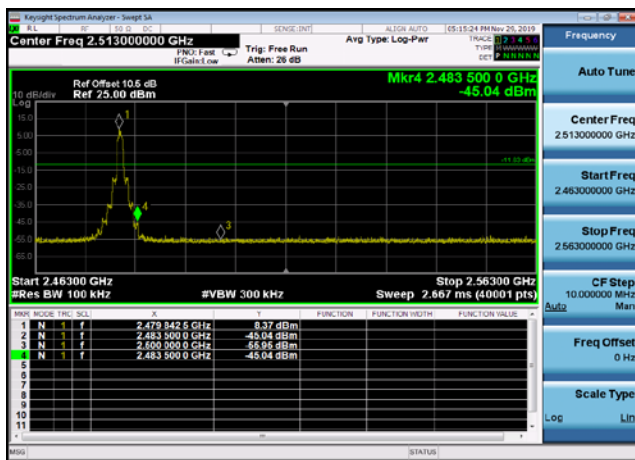 Keysight Spectrum Analyzer - Swept SA
RL RF 50 Ω DC SENSE:INT ALIGN AUTO 05:15:24 PM Nov 29, 2019
Center Freq 2.513000000 GHz
PNO: Fast
IFGain:Low
Trig: Free Run
Atten: 26 dB
Avg Type: Log-Pwr
TRACE 1 2 3 4 5 6
TYPE
DET P N N N N N
Ref Offset 10.5 dB
Ref 25.00 dBm
10 dB/div
Log
Mkr4 2.483 500 0 GHz
-45.04 dBm
15.0
5.00
-5.00
-15.0
-25.0
-35.0
-45.0
-55.0
-65.0
1
4
3
Start 2.46300 GHz
Stop 2.56300 GHz
#Res BW 100 kHz
#VBW 300 kHz
Sweep 2.667 ms (40001 pts)
MKR MODE TRC SCL X Y FUNCTION FUNCTION WIDTH FUNCTION VALUE
1 N 1 f 2.479 842 5 GHz 8.37 dBm
2 N 1 f 2.483 500 0 GHz -45.04 dBm
3 N 1 f 2.500 000 0 GHz -55.95 dBm
4 N 1 f 2.483 500 0 GHz -45.04 dBm
5
6
7
8
9
10
11
MSG
STATUS
Frequency
Auto Tune
Center Freq
2.513000000 GHz
Start Freq
2.463000000 GHz
Stop Freq
2.563000000 GHz
CF Step
10.000000 MHz
Auto Man
Freq Offset
0 Hz
Scale Type
Log Lin